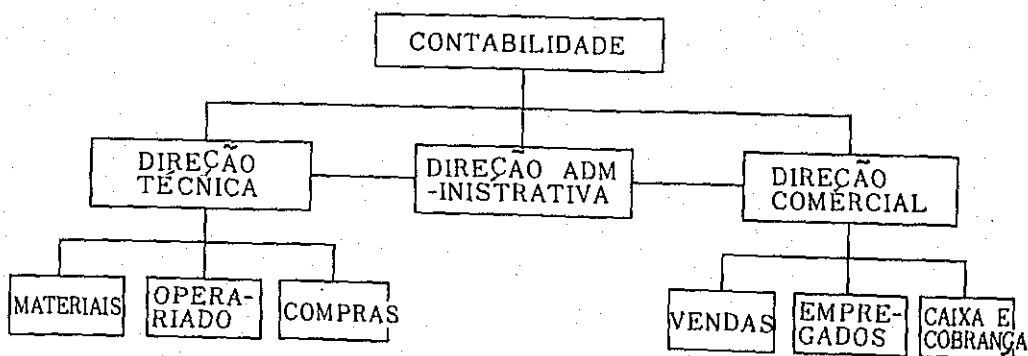 CONTABILIDADE
DIREÇÃO
TÉCNICA
DIREÇÃO ADM
-INISTRATIVA
DIREÇÃO
COMERCIAL
MATERIAIS
OPERA-
RIADO
COMPRAS
VENDAS
EMPRE-
GADOS
CAIXA E
COBRANÇA